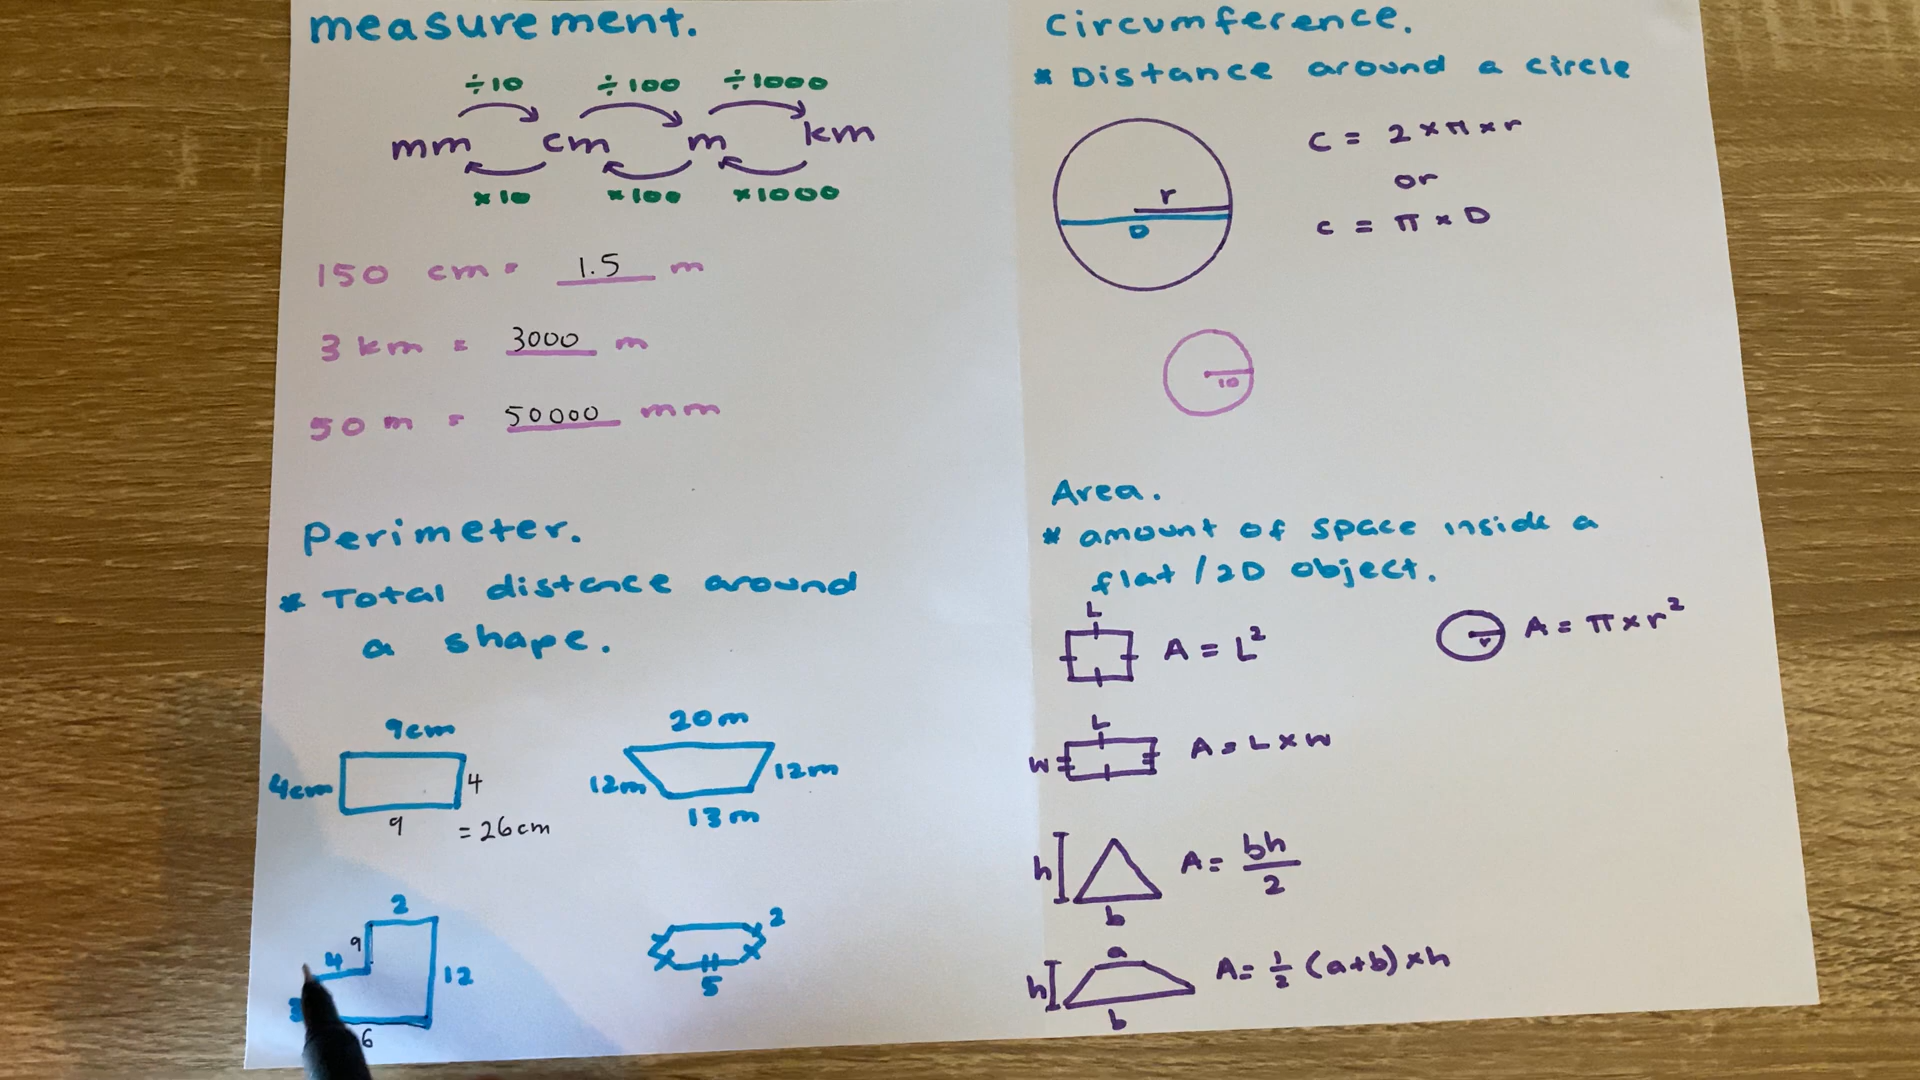 measurement.
÷10 ÷100 ÷1000
mm cm m km
×10 ×100 ×1000
150 cm = 1.5 m
3 km = 3000 m
50 m = 50000 mm
Perimeter.
* Total distance around
a shape.
9cm
4cm 4
9 = 26cm
20m
12m 12m
13m
2
9
4 12
3
6
2
5
Circumference.
* Distance around a circle
r
D
C = 2 × π × r
or
C = π × D
10
Area.
* amount of space inside a
flat / 2D object.
L
A = L²
r A = π × r²
L
W A = L × W
h A = bh/2
b
a
h A = ½ (a+b) × h
b